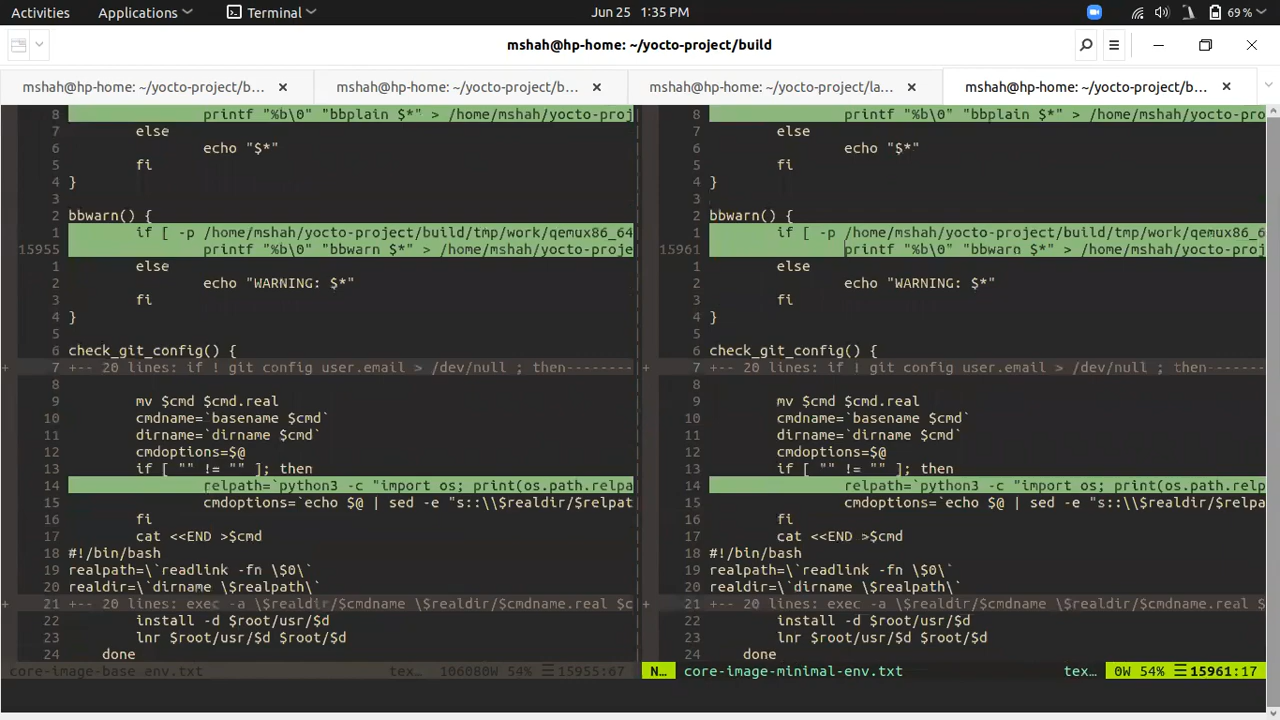 Activities Applications Terminal Jun 25 1:35 PM 69 %
mshah@hp-home: ~/yocto-project/build
mshah@hp-home: ~/yocto-project/b... mshah@hp-home: ~/yocto-project/b... mshah@hp-home: ~/yocto-project/la... mshah@hp-home: ~/yocto-project/b...
8 printf "%b\0" "bbplain $*" > /home/mshah/yocto-proj
7 else
6 echo "$*"
5 fi
4 }
3
2 bbwarn() {
1 if [ -p /home/mshah/yocto-project/build/tmp/work/qemux86_64
15955 printf "%b\0" "bbwarn $*" > /home/mshah/yocto-proje
1 else
2 echo "WARNING: $*"
3 fi
4 }
5
6 check_git_config() {
7 +-- 20 lines: if ! git config user.email > /dev/null ; then--------
8
9 mv $cmd $cmd.real
10 cmdname=`basename $cmd`
11 dirname=`dirname $cmd`
12 cmdoptions=$@
13 if [ "" != "" ]; then
14 relpath=`python3 -c "import os; print(os.path.relpa
15 cmdoptions=`echo $@ | sed -e "s::\\$realdir/$relpat
16 fi
17 cat <<END >$cmd
18 #!/bin/bash
19 realpath=\`readlink -fn \$0\`
20 realdir=\`dirname \$realpath\`
21 +-- 20 lines: exec -a \$realdir/$cmdname \$realdir/$cmdname.real $c
22 install -d $root/usr/$d
23 lnr $root/usr/$d $root/$d
24 done
core-image-base env.txt tex… 106080W 54% ☰15955:67
8 printf "%b\0" "bbplain $*" > /home/mshah/yocto-pro
7 else
6 echo "$*"
5 fi
4 }
3
2 bbwarn() {
1 if [ -p /home/mshah/yocto-project/build/tmp/work/qemux86_6
15961 printf "%b\0" "bbwarn $*" > /home/mshah/yocto-proj
1 else
2 echo "WARNING: $*"
3 fi
4 }
5
6 check_git_config() {
7 +-- 20 lines: if ! git config user.email > /dev/null ; then-------
8
9 mv $cmd $cmd.real
10 cmdname=`basename $cmd`
11 dirname=`dirname $cmd`
12 cmdoptions=$@
13 if [ "" != "" ]; then
14 relpath=`python3 -c "import os; print(os.path.relp
15 cmdoptions=`echo $@ | sed -e "s::\\$realdir/$relpa
16 fi
17 cat <<END >$cmd
18 #!/bin/bash
19 realpath=\`readlink -fn \$0\`
20 realdir=\`dirname \$realpath\`
21 +-- 20 lines: exec -a \$realdir/$cmdname \$realdir/$cmdname.real $
22 install -d $root/usr/$d
23 lnr $root/usr/$d $root/$d
24 done
N… core-image-minimal-env.txt tex… 0W 54% ☰15961:17